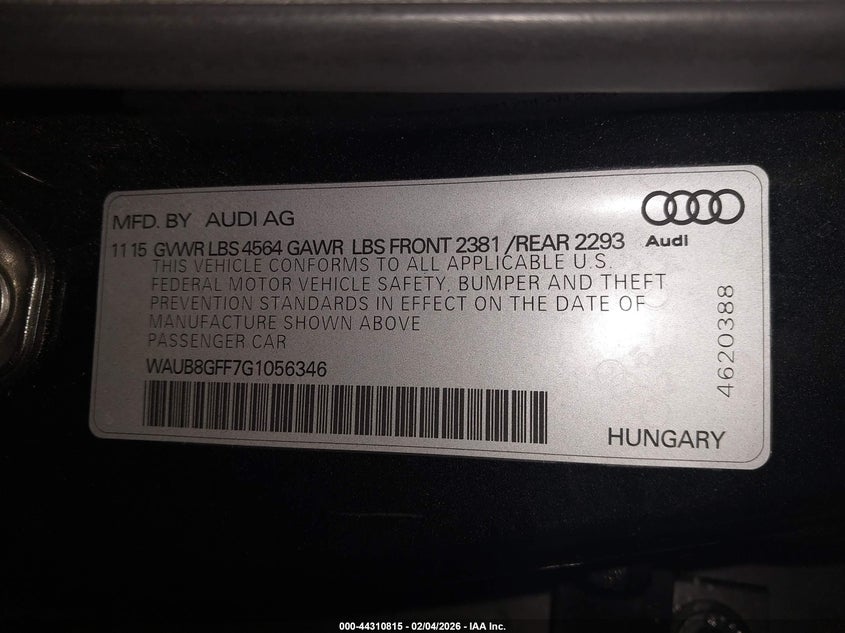 MFD. BY AUDI AG
Audi
11 15 GVWR LBS 4564 GAWR LBS FRONT 2381 /REAR 2293
THIS VEHICLE CONFORMS TO ALL APPLICABLE U.S
FEDERAL MOTOR VEHICLE SAFETY, BUMPER AND THEFT
PREVENTION STANDARDS IN EFFECT ON THE DATE OF
MANUFACTURE SHOWN ABOVE
PASSENGER CAR
WAUB8GFF7G1056346
4620388
HUNGARY
000-44310815 - 02/04/2026 - IAA Inc.